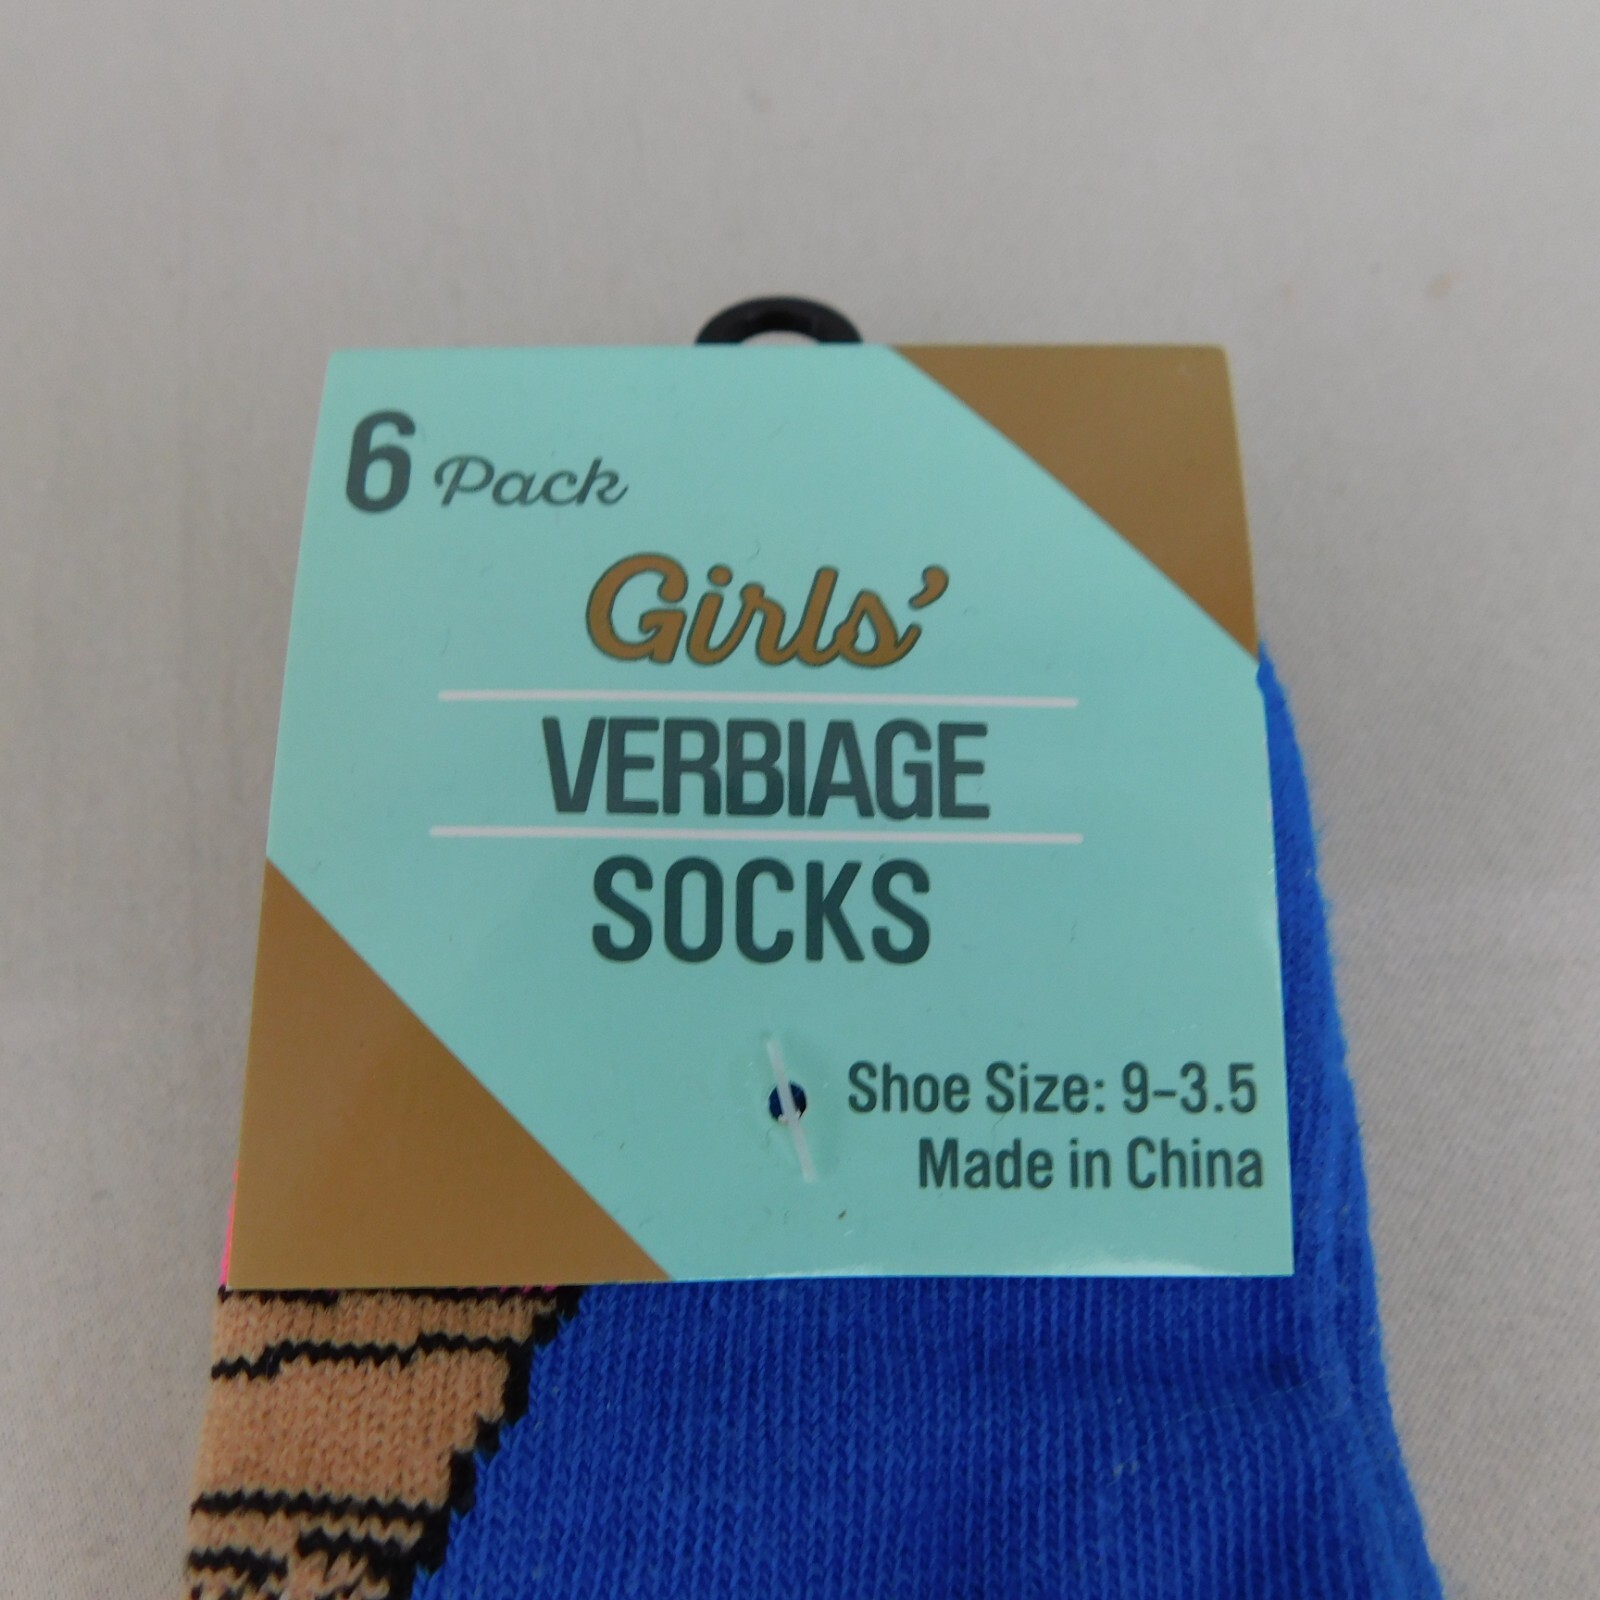 6 Pack
Girls’
VERBIAGE
SOCKS
Shoe Size: 9-3.5
Made in China